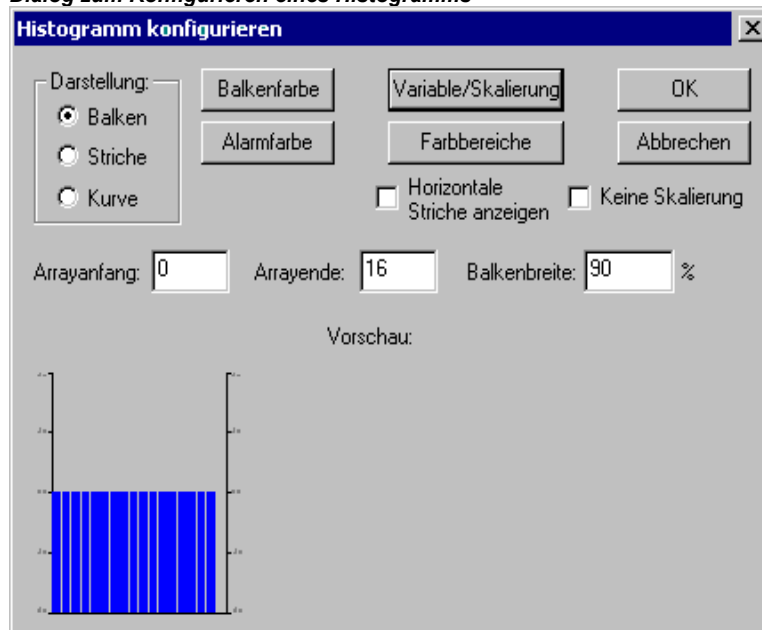 Dialog zum Konfigurieren eines Histogramms
Histogramm konfigurieren
Darstellung:
Balken
Striche
Kurve
Balkenfarbe
Variable/Skalierung
OK
Alarmfarbe
Farbbereiche
Abbrechen
Horizontale
Striche anzeigen
Keine Skalierung
Arrayanfang: 0
Arrayende: 16
Balkenbreite: 90 %
Vorschau: